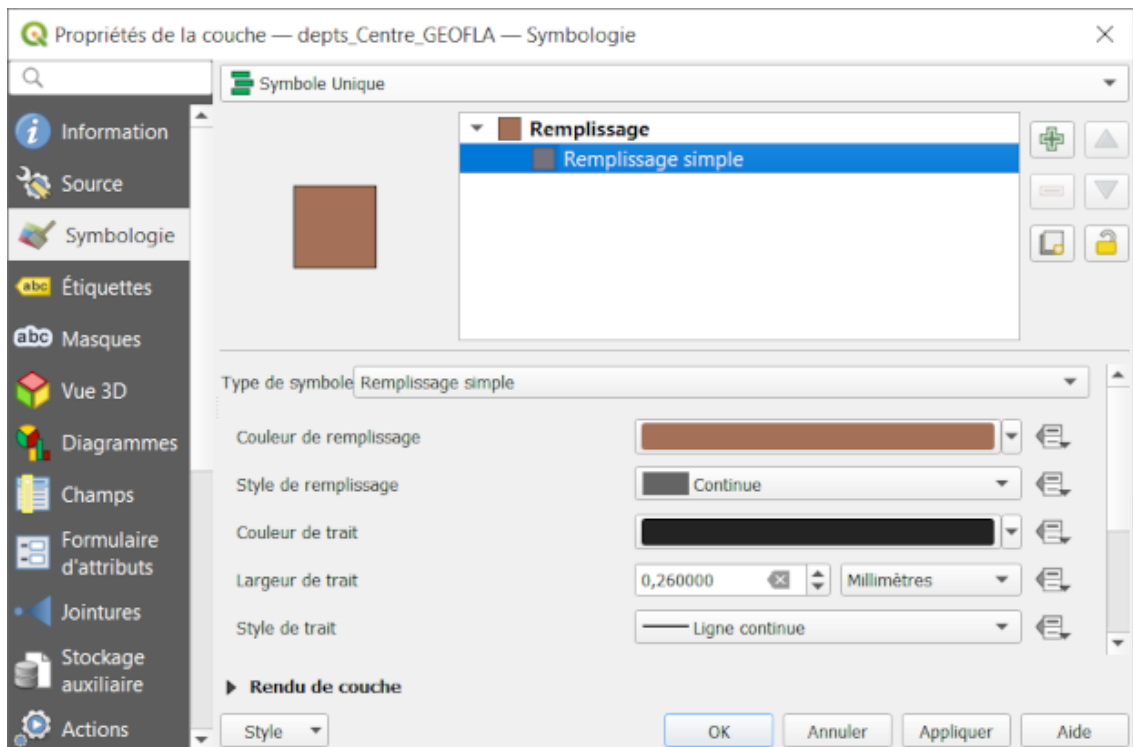 Propriétés de la couche — depts_Centre_GEOFLA — Symbologie
Symbole Unique
Information
Source
Symbologie
abc Étiquettes
abc Masques
Vue 3D
Diagrammes
Champs
Formulaire
d'attributs
Jointures
Stockage
auxiliaire
Actions
Remplissage
Remplissage simple
Type de symbole Remplissage simple
Couleur de remplissage
Style de remplissage Continue
Couleur de trait
Largeur de trait 0,260000 Millimètres
Style de trait Ligne continue
Rendu de couche
Style OK Annuler Appliquer Aide